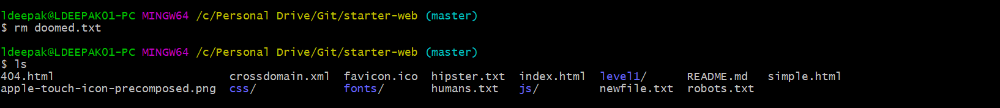 ldeepak@LDEEPAK01-PC MINGW64 /c/Personal Drive/Git/starter-web (master)
$ rm doomed.txt
ldeepak@LDEEPAK01-PC MINGW64 /c/Personal Drive/Git/starter-web (master)
$ ls
404.html crossdomain.xml favicon.ico hipster.txt index.html level1/ README.md simple.html
apple-touch-icon-precomposed.png css/ fonts/ humans.txt js/ newfile.txt robots.txt